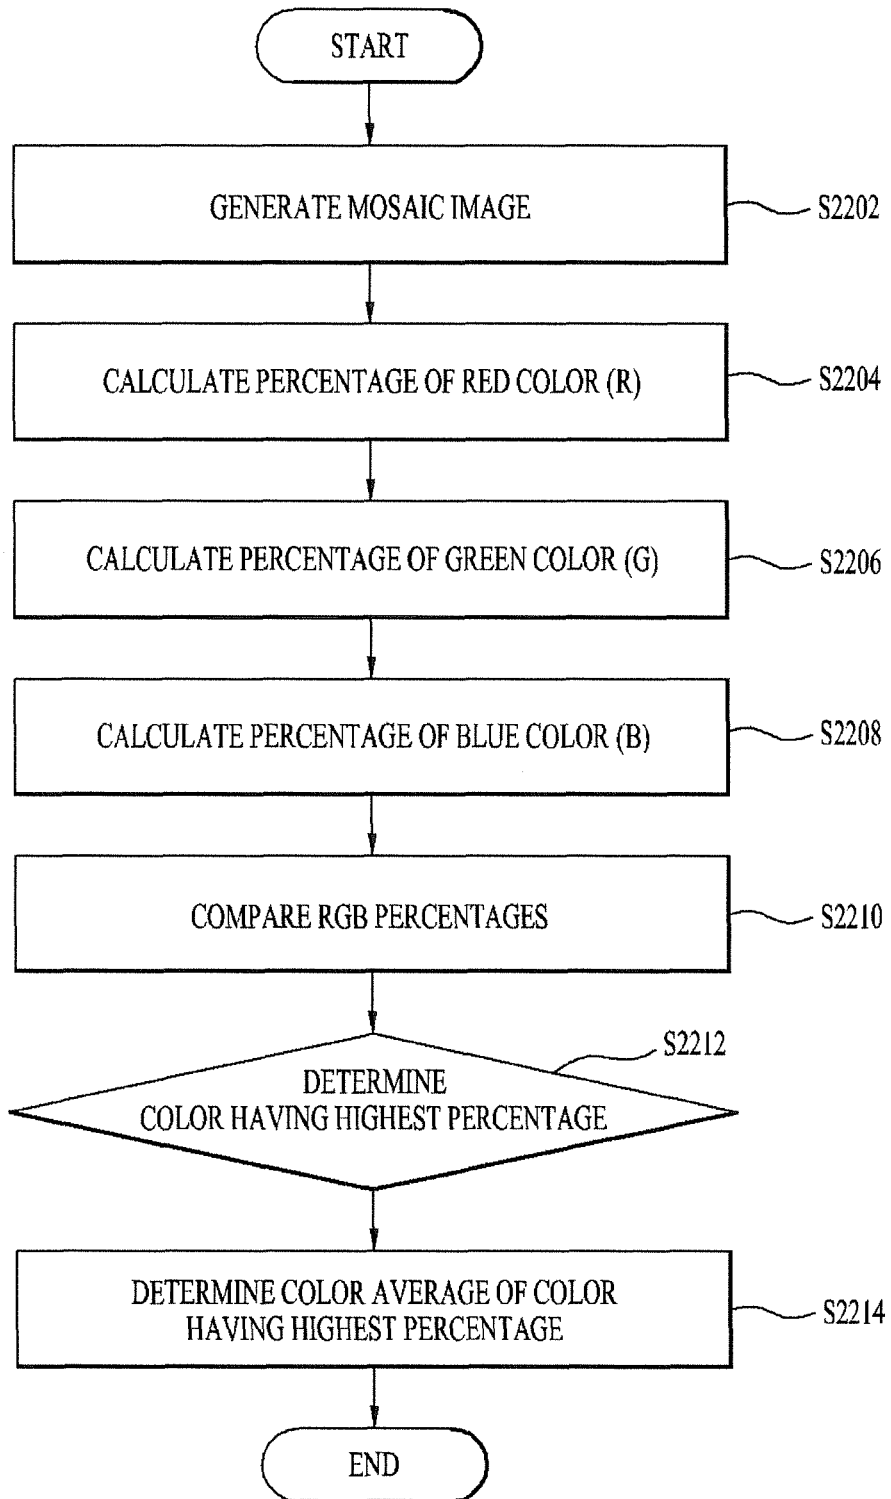 START
GENERATE MOSAIC IMAGE
S2202
CALCULATE PERCENTAGE OF RED COLOR (R)
S2204
CALCULATE PERCENTAGE OF GREEN COLOR (G)
S2206
CALCULATE PERCENTAGE OF BLUE COLOR (B)
S2208
COMPARE RGB PERCENTAGES
S2210
S2212
DETERMINE
COLOR HAVING HIGHEST PERCENTAGE
DETERMINE COLOR AVERAGE OF COLOR
HAVING HIGHEST PERCENTAGE
S2214
END